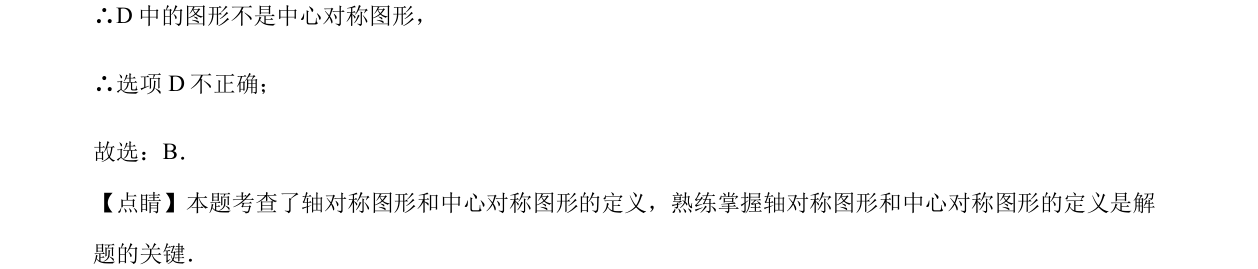 ∴D 中的图形不是中心对称图形，
∴选项 D 不正确；
故选：B．
【点睛】本题考查了轴对称图形和中心对称图形的定义，熟练掌握轴对称图形和中心对称图形的定义是解
题的关键．